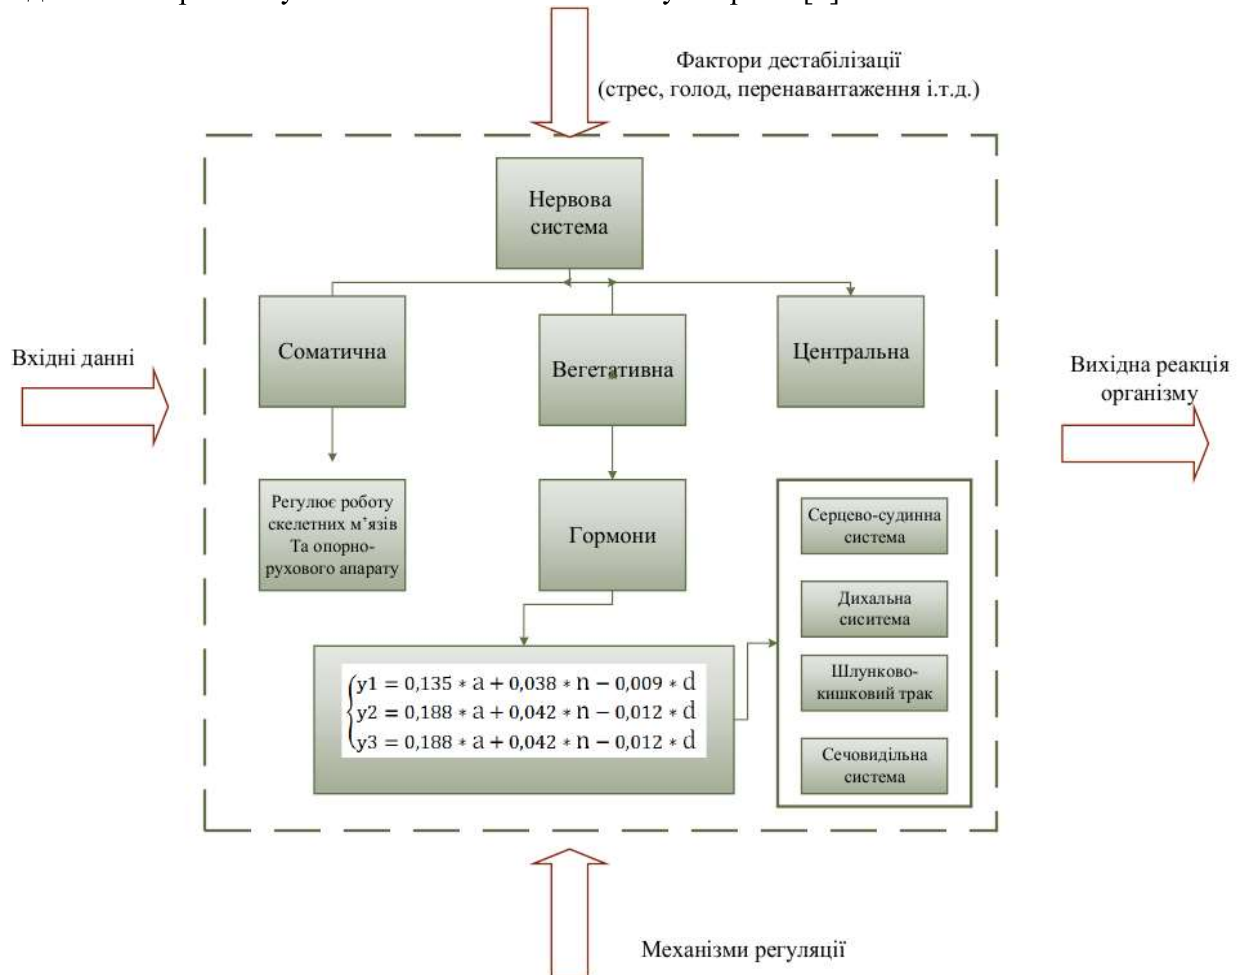 Фактори дестабілізації
(стрес, голод, перенавантаження і.т.д.)
Нервова
система
Соматична
Вегетативна
Центральна
Вхідні данні
Вихідна реакція
організму
Регулює роботу
скелетних м’язів
Та опорно-
рухового апарату
Гормони
Серцево-судинна
система
Дихальна
сиситема
Шлунково-
кишковий трак
Сечовидільна
система
y1 = 0,135 * a + 0,038 * n − 0,009 * d
y2 = 0,188 * a + 0,042 * n − 0,012 * d
y3 = 0,188 * a + 0,042 * n − 0,012 * d
Механізми регуляції